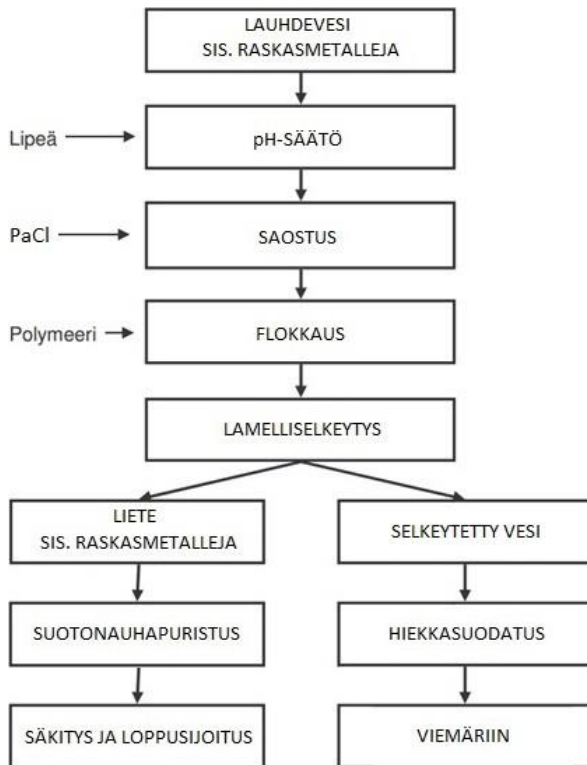 LAUHDEVESI
SIS. RASKASMETALLEJA
Lipeä
pH-SÄÄTÖ
PaCl
SAOSTUS
Polymeeri
FLOKKAUS
LAMELLISELKEYTYS
LIETE
SIS. RASKASMETALLEJA
SELKEYTETTY VESI
SUOTONAUHAPURISTUS
HIEKKASUODATUS
SÄKITYS JA LOPPUSIJOITUS
VIEMÄRIIN